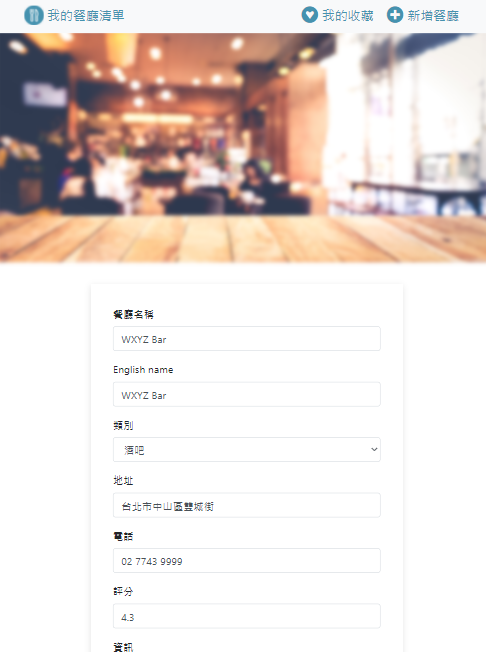 我的餐廳清單
我的收藏
新增餐廳
餐廳名稱
WXYZ Bar
English name
WXYZ Bar
類別
酒吧
地址
台北市中山區雙城街
電話
02 7743 9999
評分
4.3
資訊